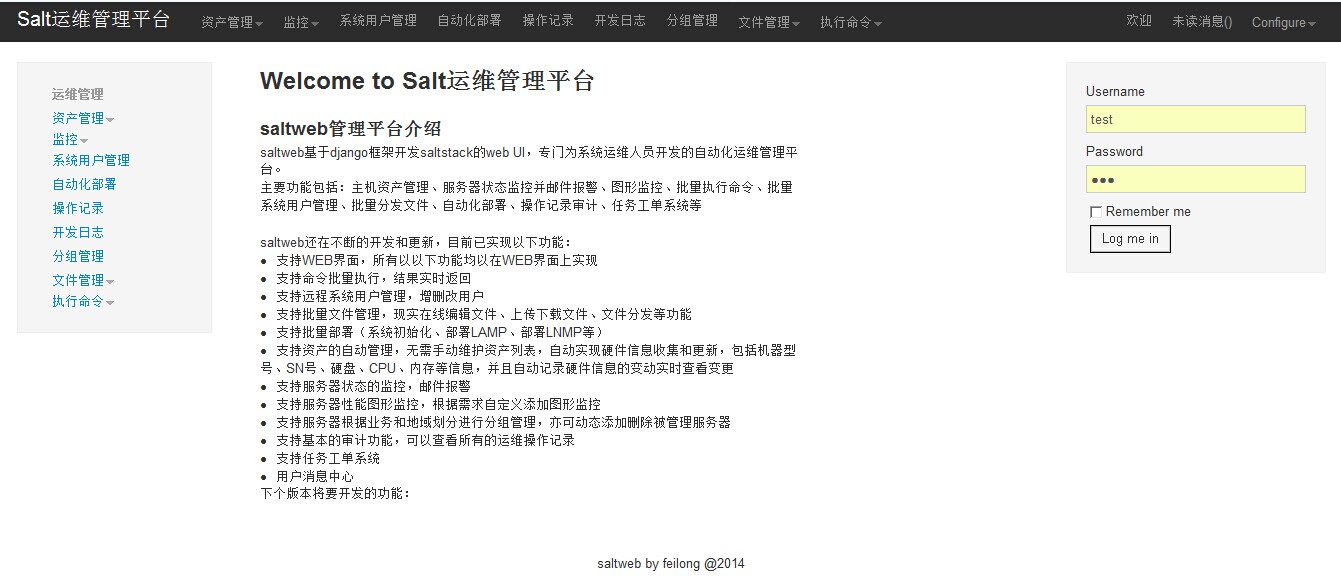 Salt运维管理平台 资产管理 监控 系统用户管理 自动化部署 操作记录 开发日志 分组管理 文件管理 执行命令 欢迎 未读消息() Configure
运维管理
资产管理
监控
系统用户管理
自动化部署
操作记录
开发日志
分组管理
文件管理
执行命令
Welcome to Salt运维管理平台
saltweb管理平台介绍
saltweb基于django框架开发saltstack的web UI，专门为系统运维人员开发的自动化运维管理平
台。
主要功能包括：主机资产管理、服务器状态监控并邮件报警、图形监控、批量执行命令、批量
系统用户管理、批量分发文件、自动化部署、操作记录审计、任务工单系统等
saltweb还在不断的开发和更新，目前已实现以下功能：
● 支持WEB界面，所有以以下功能均以在WEB界面上实现
● 支持命令批量执行，结果实时返回
● 支持远程系统用户管理，增删改用户
● 支持批量文件管理，现实在线编辑文件、上传下载文件、文件分发等功能
● 支持批量部署（系统初始化、部署LAMP、部署LNMP等）
● 支持资产的自动管理，无需手动维护资产列表，自动实现硬件信息收集和更新，包括机器型
号、SN号、硬盘、CPU、内存等信息，并且自动记录硬件信息的变动实时查看变更
● 支持服务器状态的监控，邮件报警
● 支持服务器性能图形监控，根据需求自定义添加图形监控
● 支持服务器根据业务和地域划分进行分组管理，亦可动态添加删除被管理服务器
● 支持基本的审计功能，可以查看所有的运维操作记录
● 支持任务工单系统
● 用户消息中心
下个版本将要开发的功能：
Username
test
Password
●●●
Remember me
Log me in
saltweb by feilong @2014